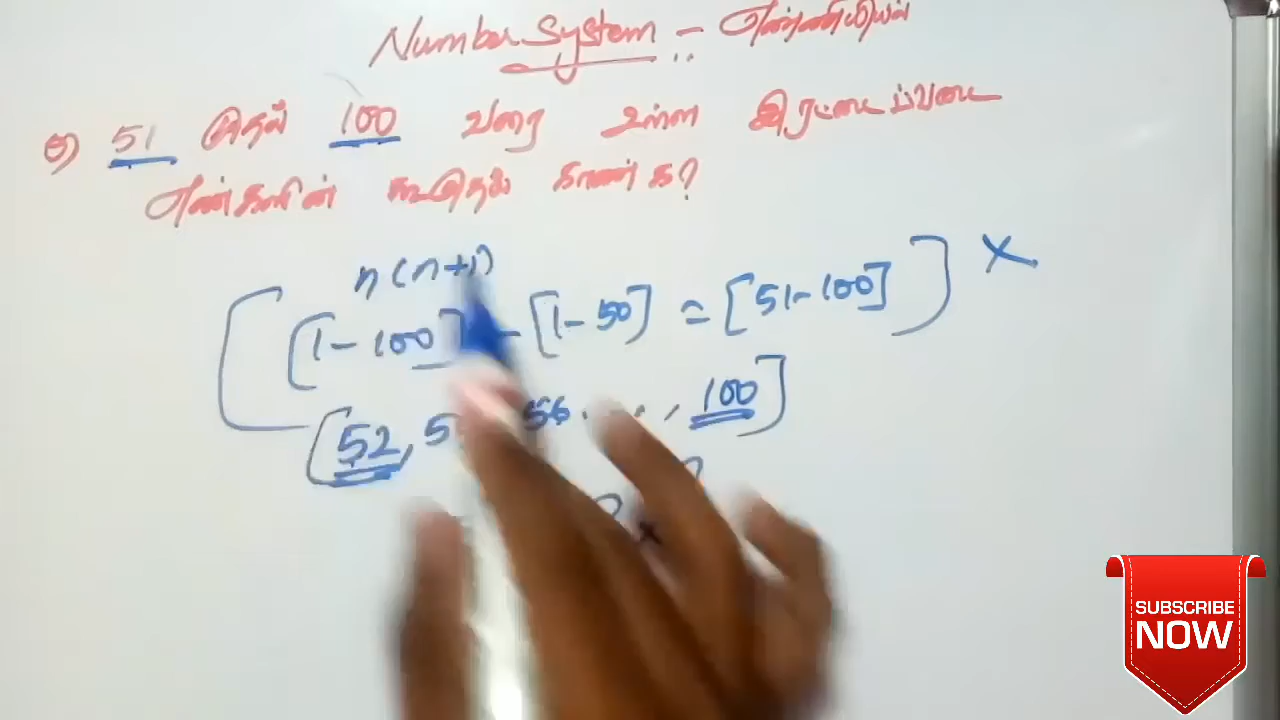 Number System - எண்ணியியல்
51 முதல் 100 வரை உள்ள இரட்டைப்படை
எண்களின் கூடுதல் காண்க?
n(n+1)
[[1-100] - [1-50] = [51-100]] ×
[52, 56 . . . , 100]
SUBSCRIBE
NOW